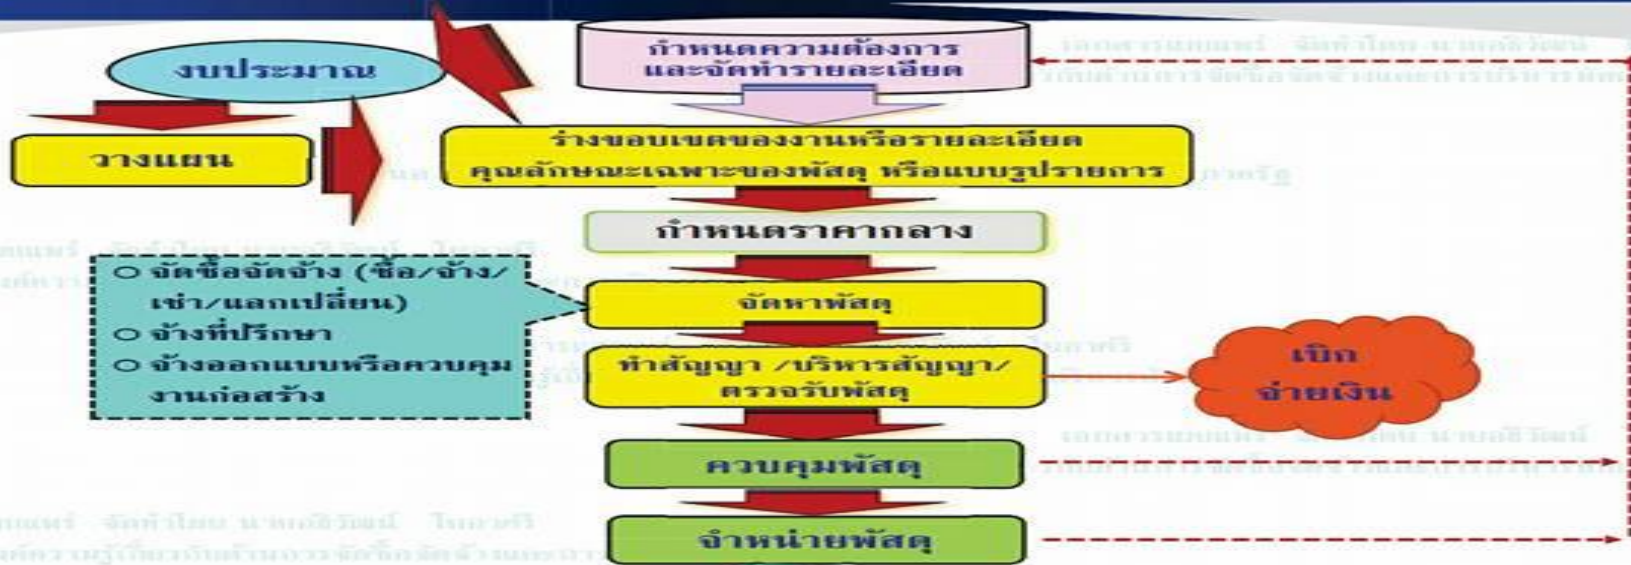 งบประมาณ
วางแผน
กำหนดความต้องการ
และจัดทำรายละเอียด
ร่างขอบเขตของงานหรือรายละเอียด
คุณลักษณะเฉพาะของพัสดุ หรือแบบรูปรายการ
กำหนดราคากลาง
จัดหาพัสดุ
○ จัดซื้อจัดจ้าง (ซื้อ/จ้าง/
เช่า/แลกเปลี่ยน)
○ จ้างที่ปรึกษา
○ จ้างออกแบบหรือควบคุม
งานก่อสร้าง
ทำสัญญา /บริหารสัญญา/
ตรวจรับพัสดุ
เบิก
จ่ายเงิน
ควบคุมพัสดุ
จำหน่ายพัสดุ